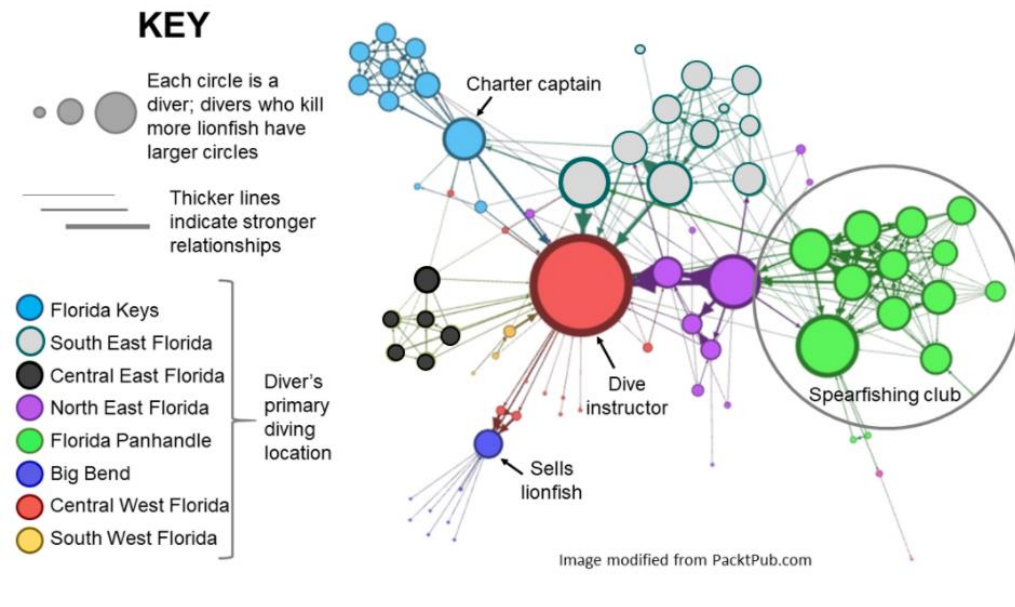 KEY
Each circle is a
diver; divers who kill
more lionfish have
larger circles
Thicker lines
indicate stronger
relationships
Florida Keys
South East Florida
Central East Florida
North East Florida
Florida Panhandle
Big Bend
Central West Florida
South West Florida
Diver's
primary
diving
location
Charter captain
Dive
instructor
Spearfishing club
Sells
lionfish
Image modified from PacktPub.com